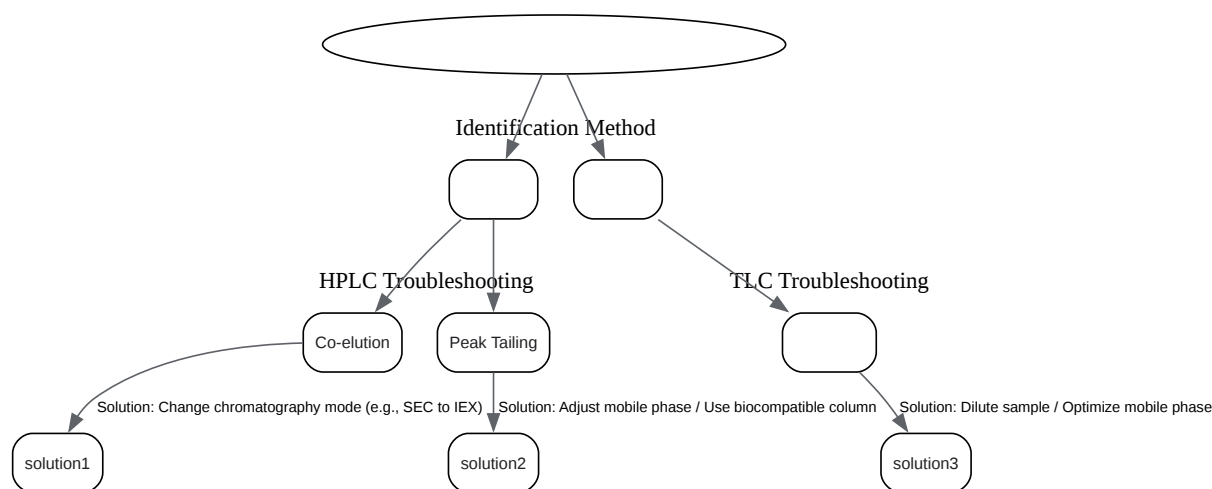 Identification Method
HPLC Troubleshooting
TLC Troubleshooting
Co-elution
Peak Tailing
Solution: Change chromatography mode (e.g., SEC to IEX)
Solution: Adjust mobile phase / Use biocompatible column
Solution: Dilute sample / Optimize mobile phase
solution1
solution2
solution3